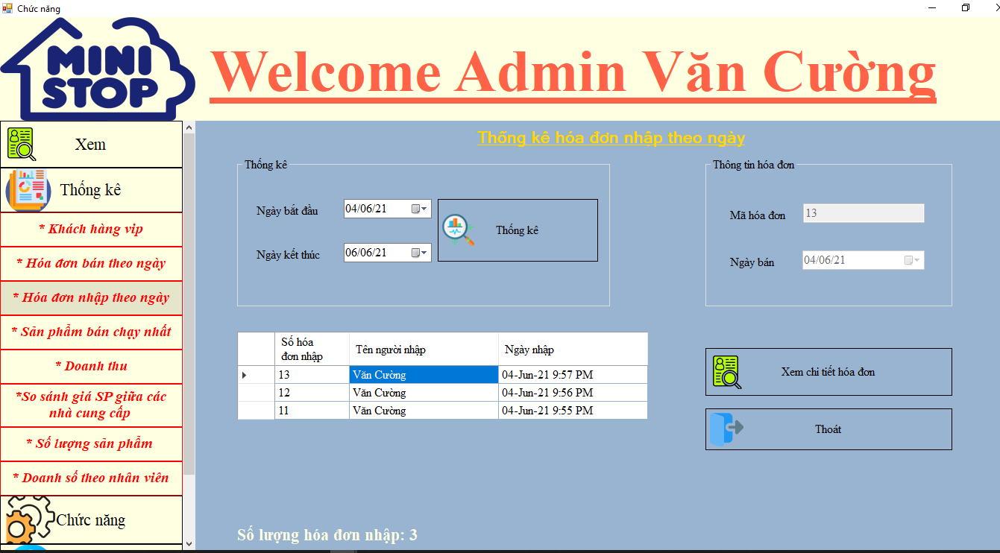 Chức năng
MINI
STOP
Welcome Admin Văn Cường
Xem
Thống kê
* Khách hàng vip
* Hóa đơn bán theo ngày
* Hóa đơn nhập theo ngày
* Sản phẩm bán chạy nhất
* Doanh thu
*So sánh giá SP giữa các
nhà cung cấp
* Số lượng sản phẩm
* Doanh số theo nhân viên
Chức năng
Thống kê hóa đơn nhập theo ngày
Thống kê
Ngày bắt đầu 04/06/21
Ngày kết thúc 06/06/21
Thống kê
Thông tin hóa đơn
Mã hóa đơn 13
Ngày bán 04/06/21
Số hóa
đơn nhập
Tên người nhập
Ngày nhập
13 Văn Cường 04-Jun-21 9:57 PM
12 Văn Cường 04-Jun-21 9:56 PM
11 Văn Cường 04-Jun-21 9:55 PM
Xem chi tiết hóa đơn
Thoát
Số lượng hóa đơn nhập: 3